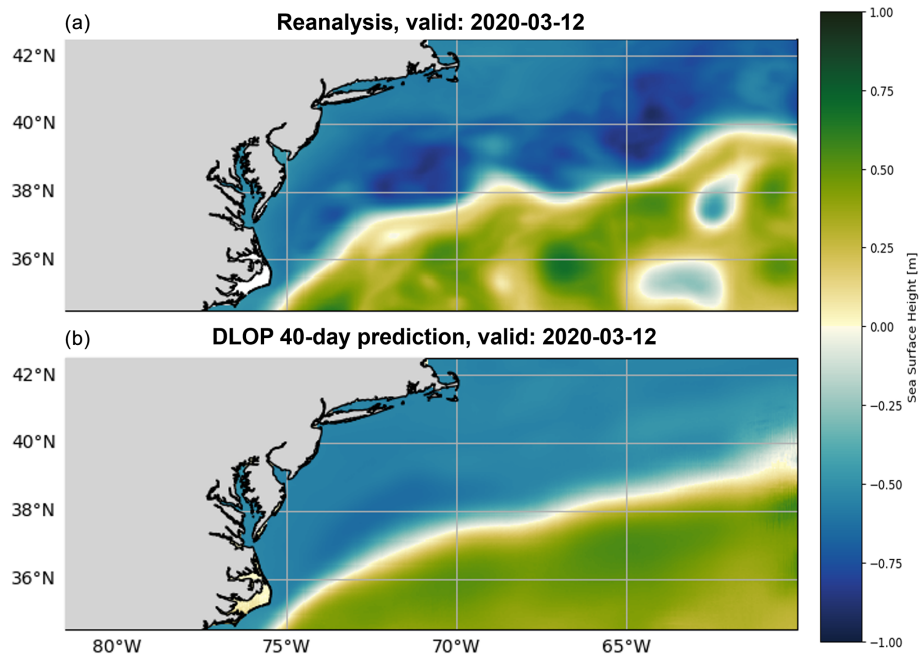 (a) Reanalysis, valid: 2020-03-12
42°N
40°N
38°N
36°N
(b) DLOP 40-day prediction, valid: 2020-03-12
42°N
40°N
38°N
36°N
80°W 75°W 70°W 65°W
1.00
0.75
0.50
0.25
0.00
−0.25
−0.50
−0.75
−1.00
Sea Surface Height [m]